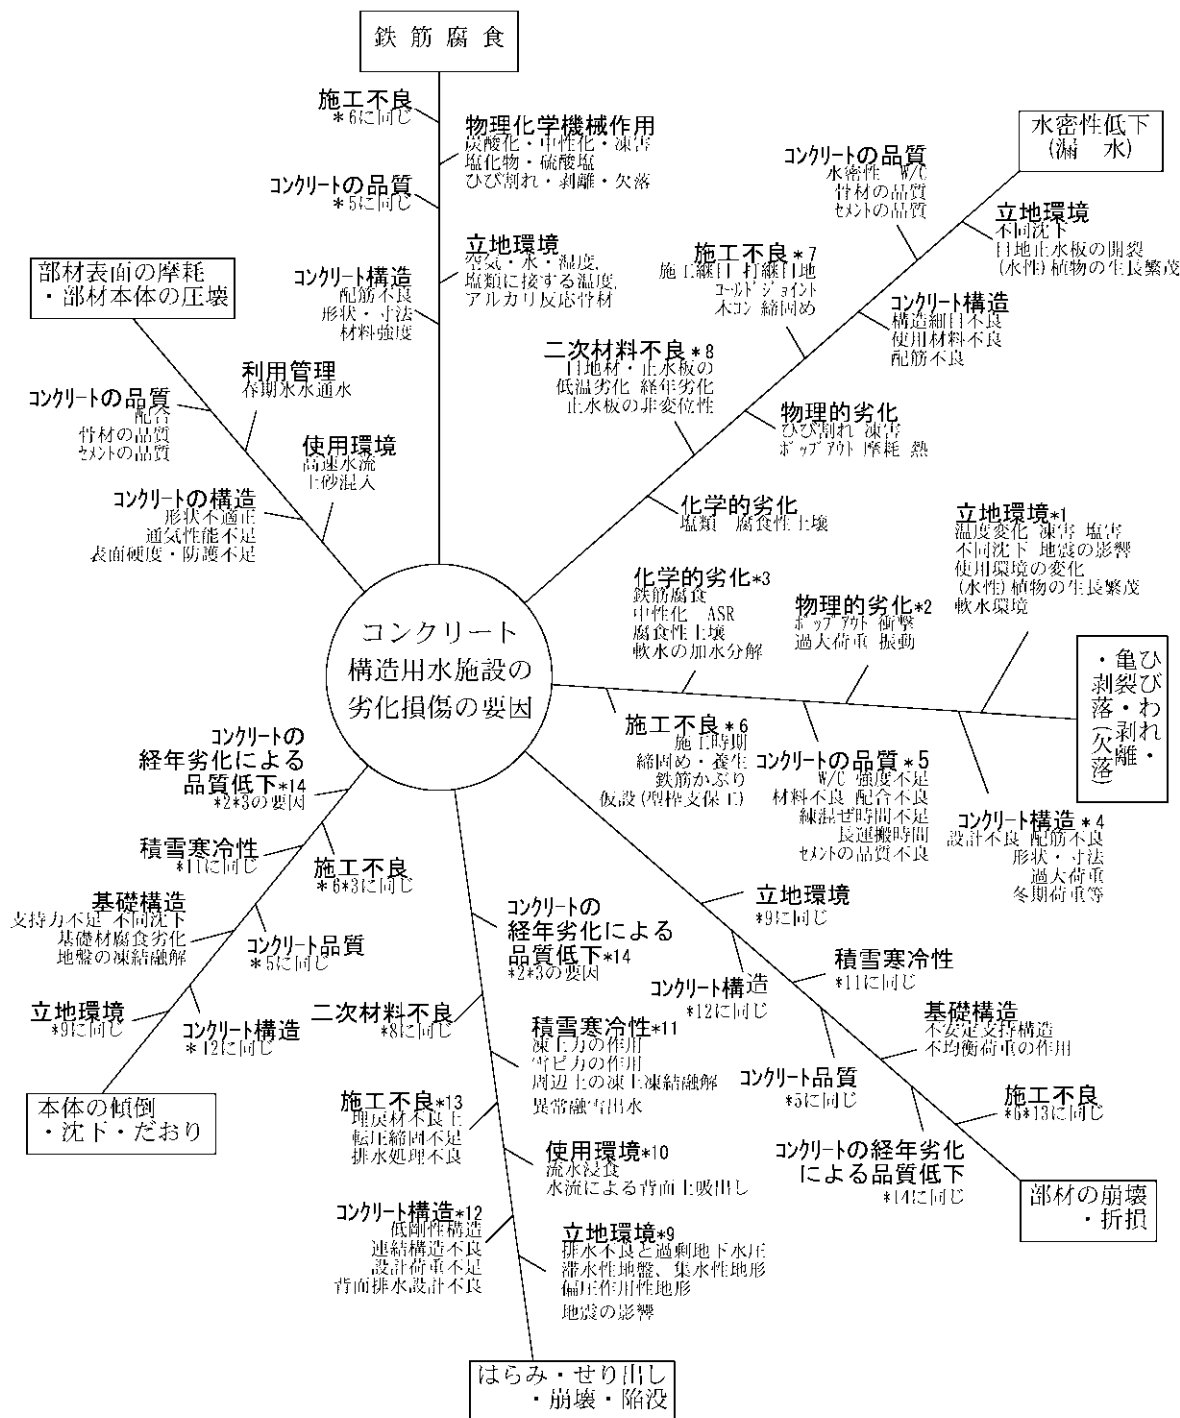 鉄 筋 腐 食
施工不良
*6に同じ
物理化学機械作用
炭酸化・中性化・凍害
塩化物・硫酸塩
ひび割れ・剥離・欠落
コンクリートの品質
*5に同じ
立地環境
空気・水・湿度,
塩類に接する温度,
アルカリ反応骨材
コンクリート構造
配筋不良
形状・寸法
材料強度
水密性低下
(漏　水)
コンクリートの品質
水密性　W/C
骨材の品質
セメントの品質
立地環境
不同沈下
目地止水板の開裂
(水性)植物の生長繁茂
施工不良*7
施工継目 打継目地
コールドジョイント
木コン 締固め
コンクリート構造
構造細目不良
使用材料不良
配筋不良
二次材料不良*8
目地材・止水板の
低温劣化 経年劣化
止水板の非変位性
物理的劣化
ひび割れ 凍害
ポップアウト 摩耗 熱
化学的劣化
塩類　腐食性土壌
部材表面の摩耗
・部材本体の圧壊
利用管理
春期氷水通水
コンクリートの品質
配合
骨材の品質
セメントの品質
使用環境
高速水流
土砂混入
コンクリートの構造
形状不適正
通気性能不足
表面硬度・防護不足
コンクリート
構造用水施設の
劣化損傷の要因
立地環境*1
温度変化 凍害 塩害
不同沈下 地震の影響
使用環境の変化
(水性)植物の生長繁茂
軟水環境
化学的劣化*3
鉄筋腐食
中性化　ASR
腐食性土壌
軟水の加水分解
物理的劣化*2
ポップアウト 衝撃
過大荷重 振動
ひびわれ・
亀裂・剥離
・剥落(欠落)
施工不良*6
施工時期
締固め・養生
鉄筋かぶり
仮設(型枠支保工)
コンクリートの品質*5
W/C 強度不足
材料不良 配合不良
練混ぜ時間不足
長運搬時間
セメントの品質不良
コンクリート構造*4
設計不良 配筋不良
形状・寸法
過大荷重
冬期荷重等
コンクリートの
経年劣化による
品質低下*14
*2*3の要因
積雪寒冷性
*11に同じ
施工不良
*6*3に同じ
基礎構造
支持力不足 不同沈下
基礎材腐食劣化
地盤の凍結融解
コンクリート品質
*5に同じ
立地環境
*9に同じ
コンクリート構造
*12に同じ
本体の傾倒
・沈下・だおり
コンクリートの
経年劣化による
品質低下*14
*2*3の要因
二次材料不良
*8に同じ
積雪寒冷性*11
凍上力の作用
雪圧力の作用
周辺土の凍上凍結融解
異常融雪出水
施工不良*13
埋戻材不良土
転圧締固不足
排水処理不良
使用環境*10
流水浸食
水流による背面土吸出し
コンクリート構造*12
低剛性構造
連結構造不良
設計荷重不足
背面排水設計不良
立地環境*9
排水不良と過剰地下水圧
滞水性地盤、集水性地形
偏圧作用性地形
地震の影響
はらみ・せり出し
・崩壊・陥没
立地環境
*9に同じ
コンクリート構造
*12に同じ
積雪寒冷性
*11に同じ
基礎構造
不安定支持構造
不均衡荷重の作用
コンクリート品質
*5に同じ
施工不良
*6*13に同じ
コンクリートの経年劣化
による品質低下
*14に同じ
部材の崩壊
・折損